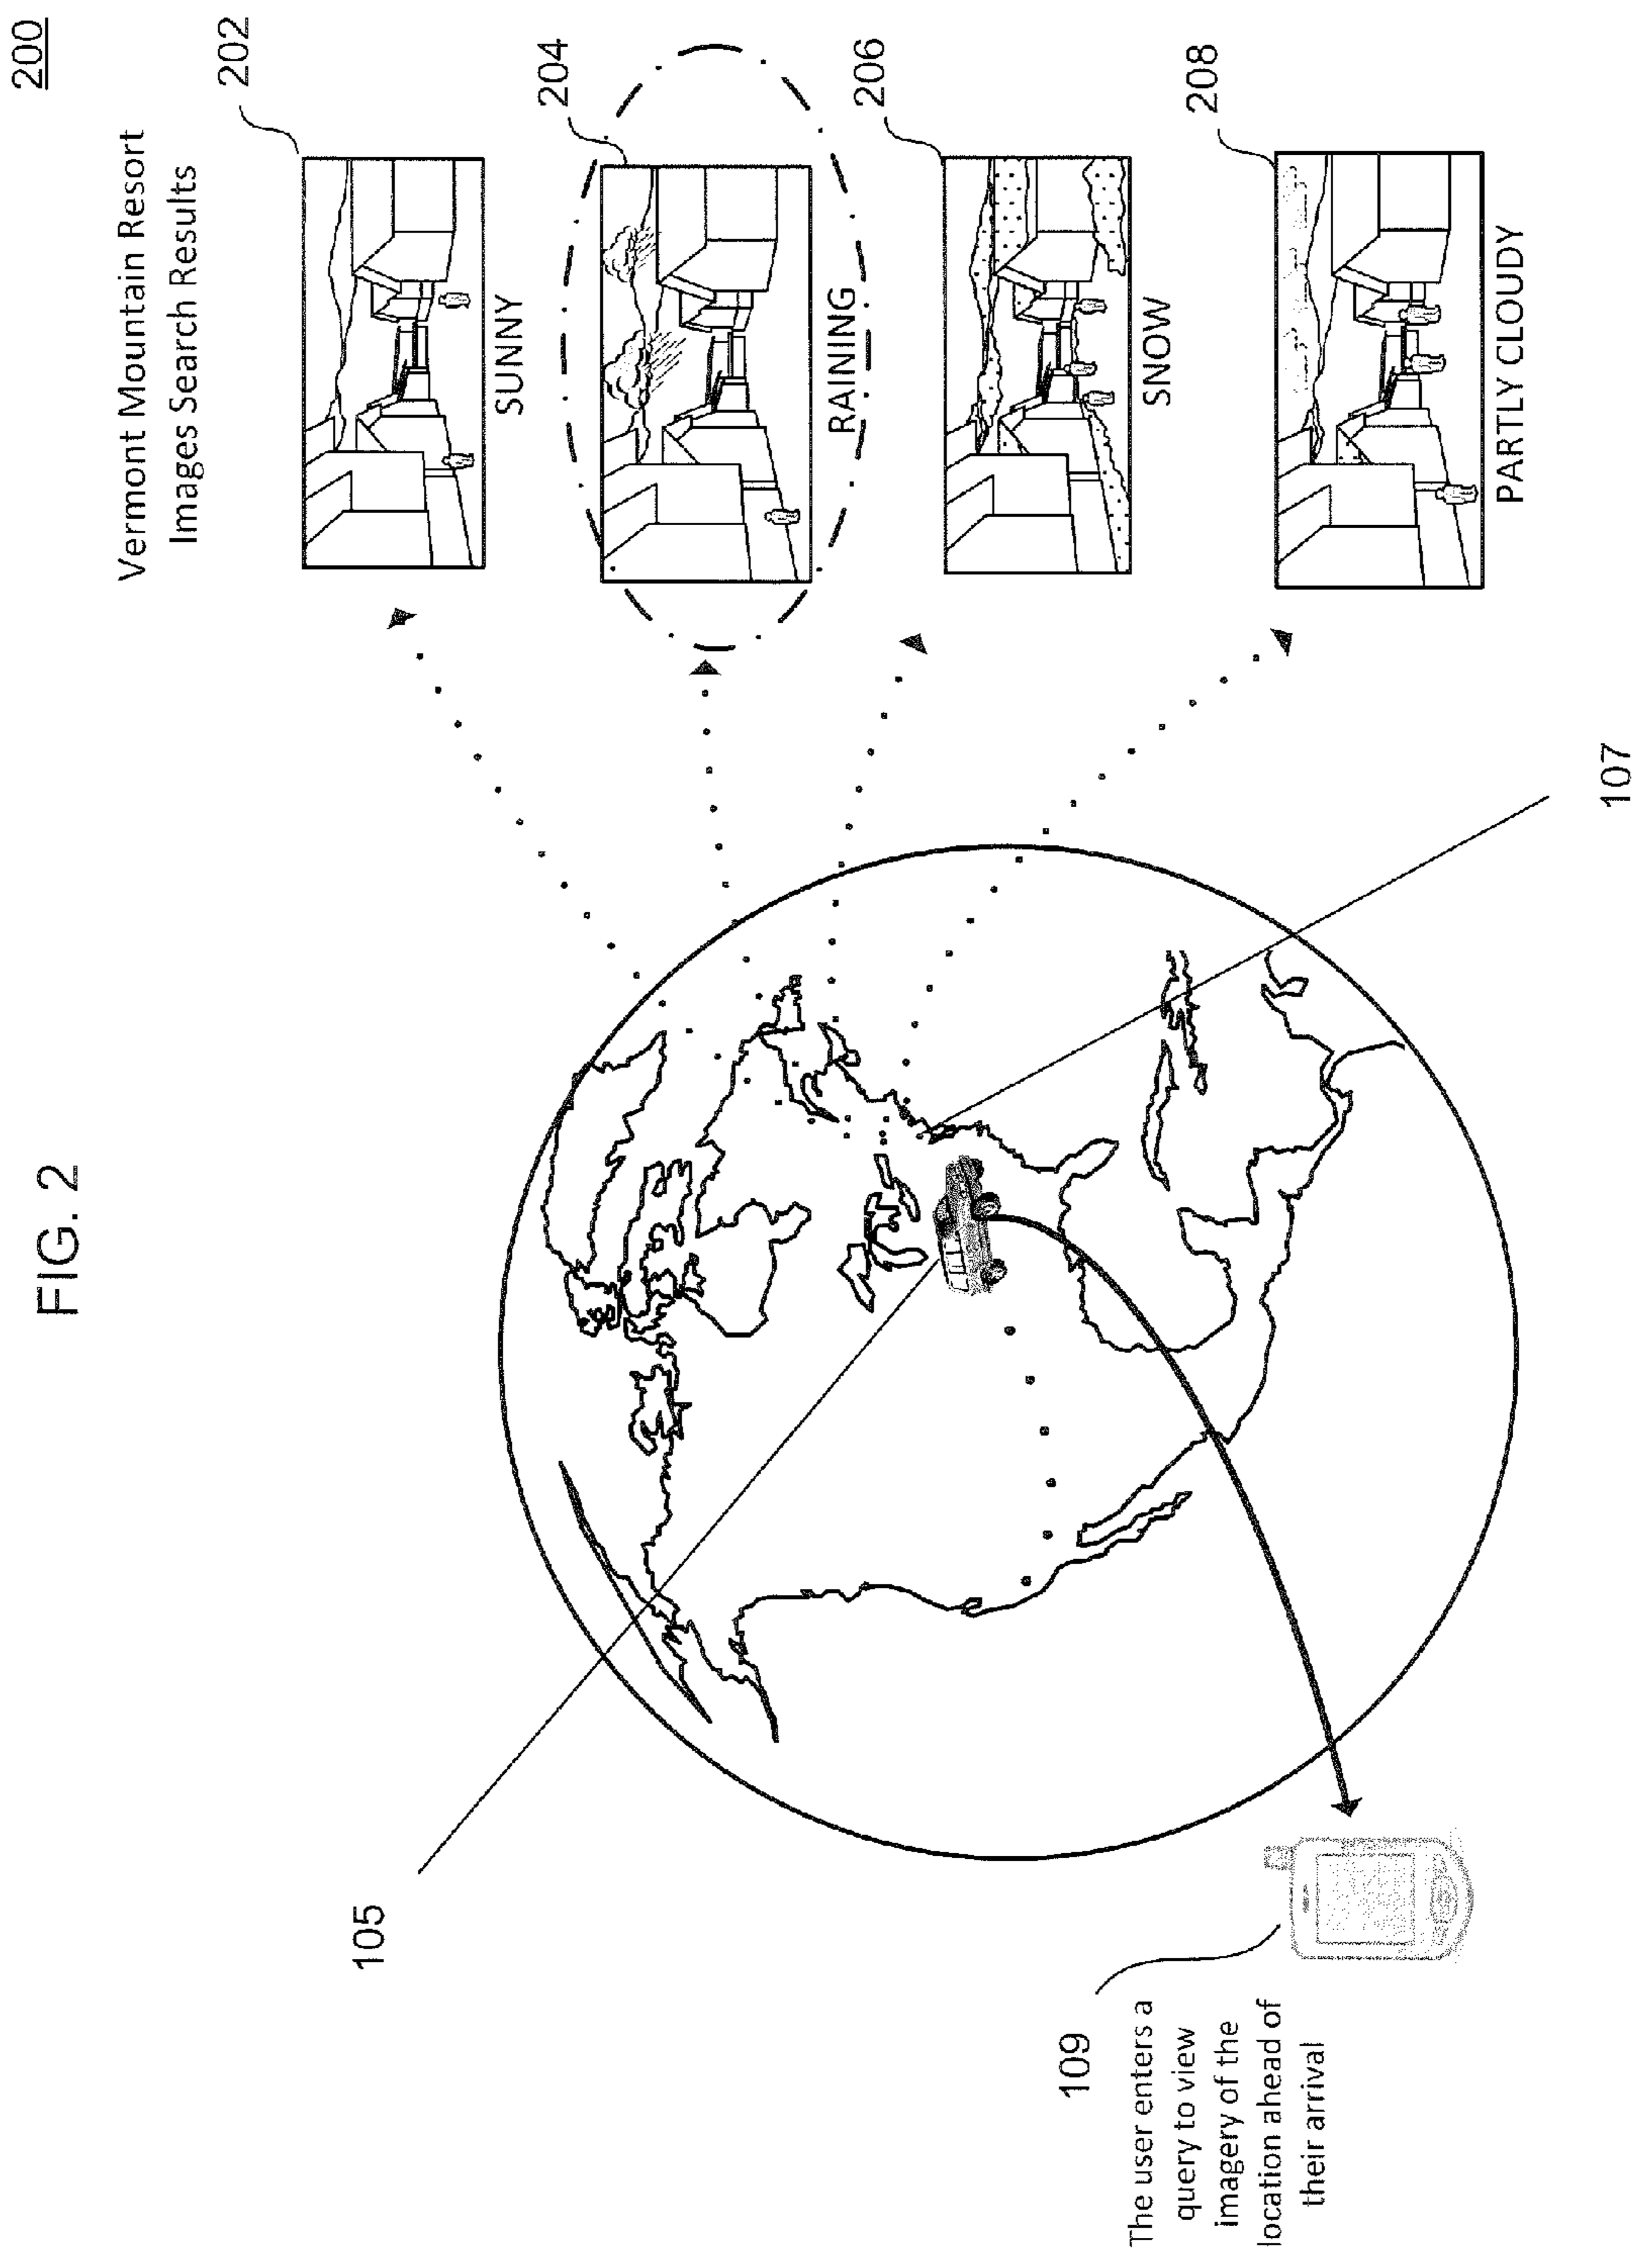 FIG. 2
200
Vermont Mountain Resort
Images Search Results
202
SUNNY
204
RAINING
206
SNOW
208
PARTLY CLOUDY
105
107
109
The user enters a
query to view
imagery of the
location ahead of
their arrival